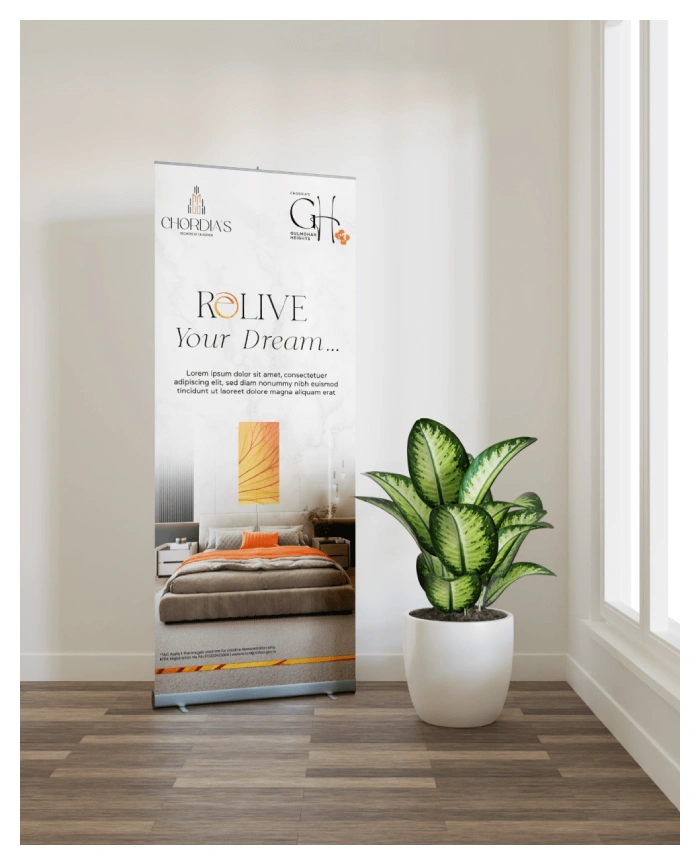 CHORDIA'S
CHORDIA'S
GH
GULMOHAR
HEIGHTS
ReLIVE
Your Dream...
Lorem ipsum dolor sit amet, consectetuer
adipiscing elit, sed diam nonummy nibh euismod
tincidunt ut laoreet dolore magna aliquam erat